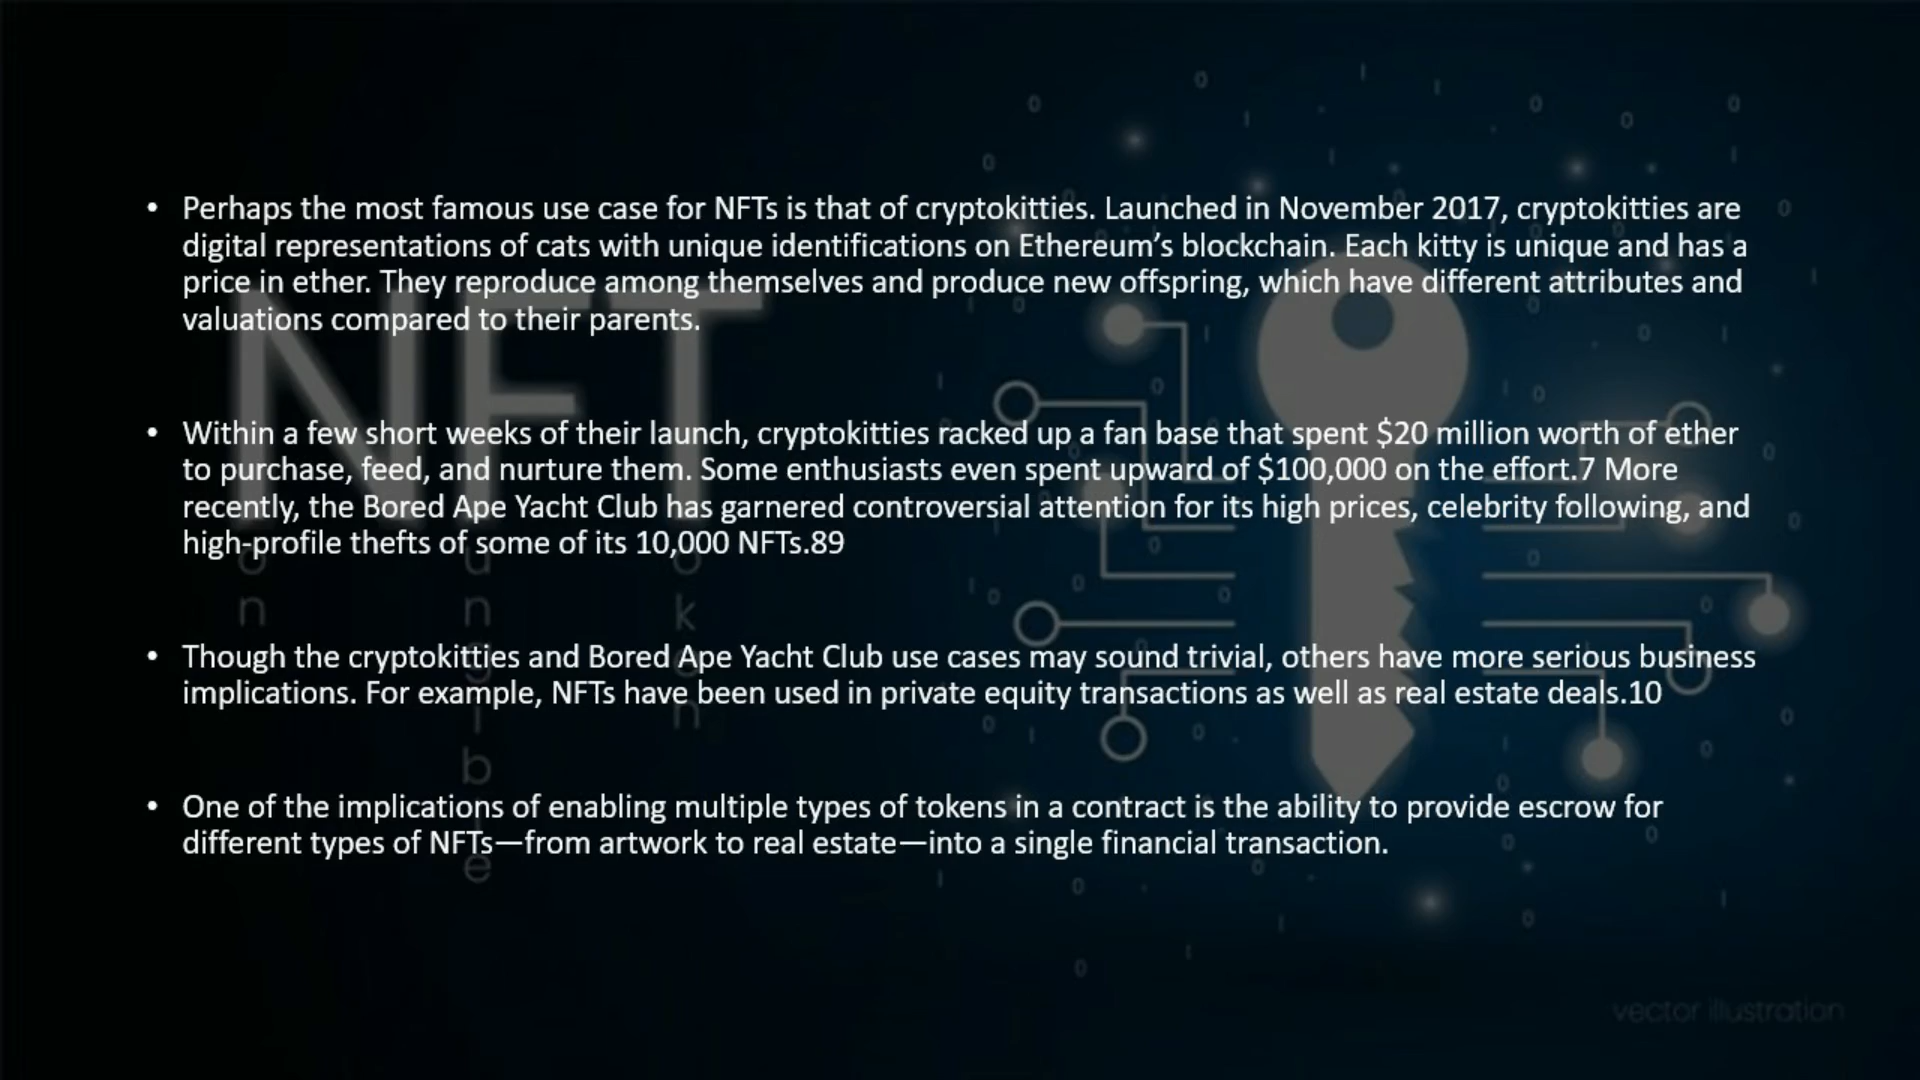 • Perhaps the most famous use case for NFTs is that of cryptokitties. Launched in November 2017, cryptokitties are
digital representations of cats with unique identifications on Ethereum’s blockchain. Each kitty is unique and has a
price in ether. They reproduce among themselves and produce new offspring, which have different attributes and
valuations compared to their parents.
• Within a few short weeks of their launch, cryptokitties racked up a fan base that spent $20 million worth of ether
to purchase, feed, and nurture them. Some enthusiasts even spent upward of $100,000 on the effort.7 More
recently, the Bored Ape Yacht Club has garnered controversial attention for its high prices, celebrity following, and
high-profile thefts of some of its 10,000 NFTs.89
• Though the cryptokitties and Bored Ape Yacht Club use cases may sound trivial, others have more serious business
implications. For example, NFTs have been used in private equity transactions as well as real estate deals.10
• One of the implications of enabling multiple types of tokens in a contract is the ability to provide escrow for
different types of NFTs—from artwork to real estate—into a single financial transaction.
NFT
vector illustration